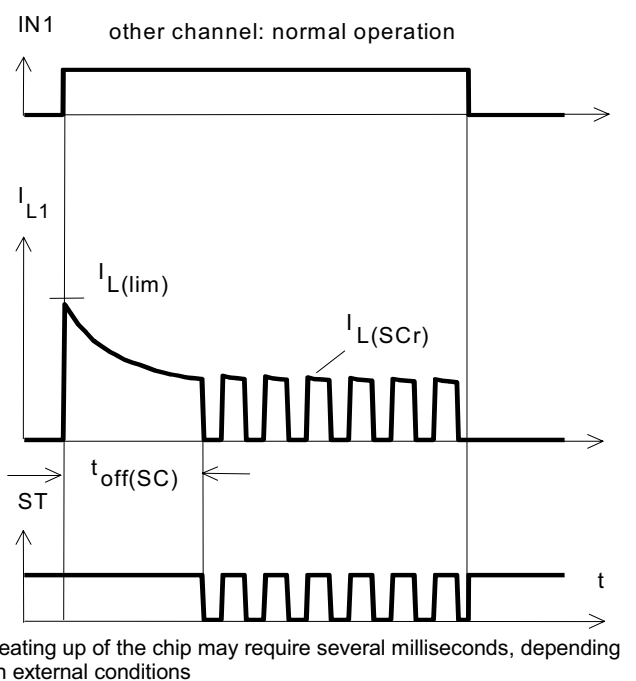 IN1
other channel: normal operation
I L1
I L(lim)
I L(SCr)
t off(SC)
ST
t
eating up of the chip may require several milliseconds, depending
external conditions